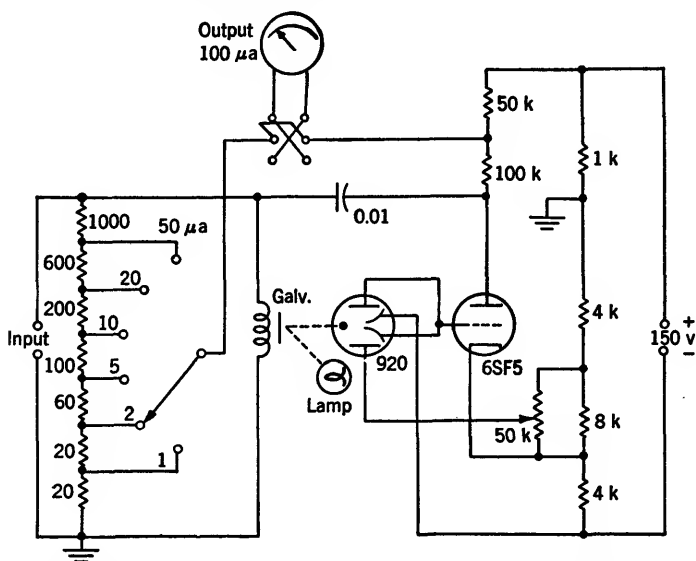 Output
100 μa
50 k
100 k
1 k
1000
50 μa
600
20
200
10
100
5
60
2
20
1
20
Input
0.01
Galv.
Lamp
920
6SF5
4 k
50 k
8 k
4 k
+
150 v
−